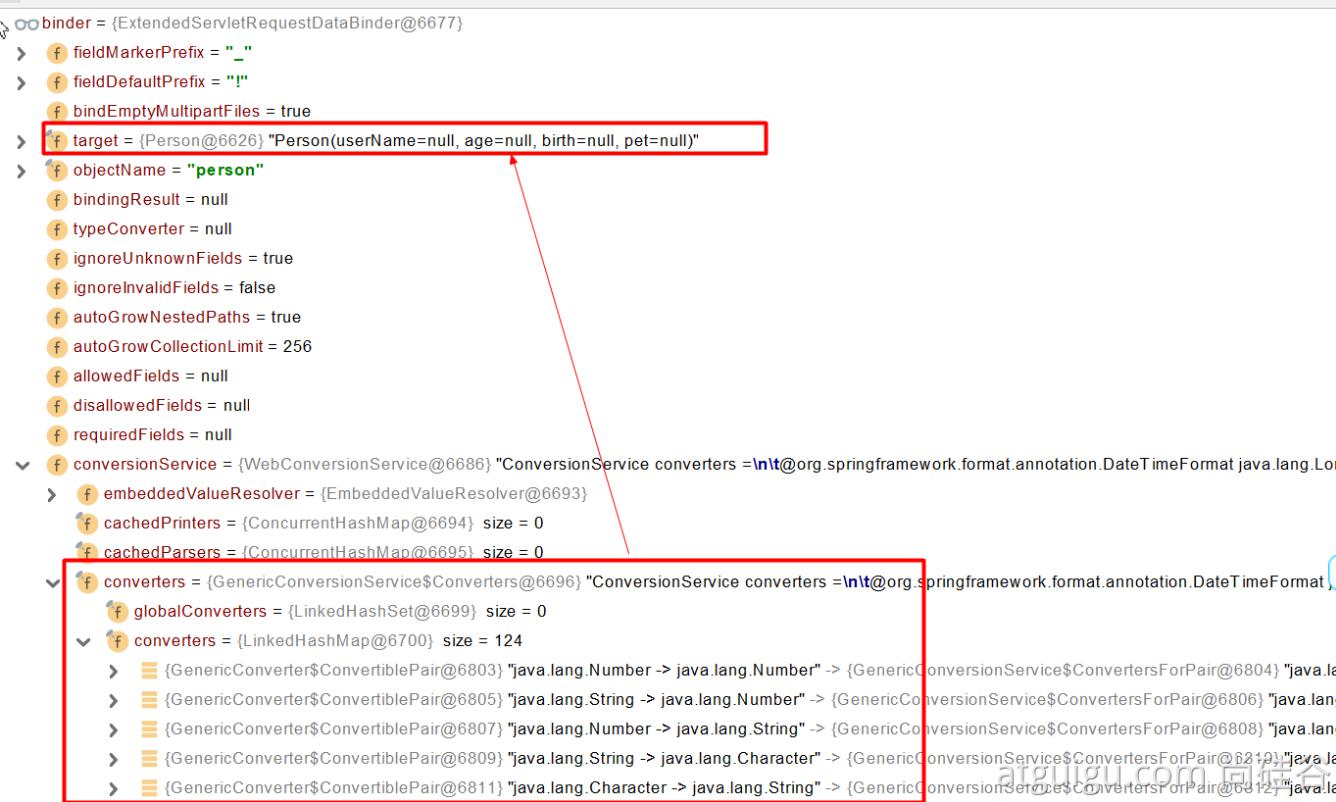 binder = {ExtendedServletRequestDataBinder@6677}
fieldMarkerPrefix = "_"
fieldDefaultPrefix = "!"
bindEmptyMultipartFiles = true
target = {Person@6626} "Person(userName=null, age=null, birth=null, pet=null)"
objectName = "person"
bindingResult = null
typeConverter = null
ignoreUnknownFields = true
ignoreInvalidFields = false
autoGrowNestedPaths = true
autoGrowCollectionLimit = 256
allowedFields = null
disallowedFields = null
requiredFields = null
conversionService = {WebConversionService@6686} "ConversionService converters =\n\t@org.springframework.format.annotation.DateTimeFormat java.lang.Lon
embeddedValueResolver = {EmbeddedValueResolver@6693}
cachedPrinters = {ConcurrentHashMap@6694} size = 0
cachedParsers = {ConcurrentHashMap@6695} size = 0
converters = {GenericConversionService$Converters@6696} "ConversionService converters =\n\t@org.springframework.format.annotation.DateTimeFormat
globalConverters = {LinkedHashSet@6699} size = 0
converters = {LinkedHashMap@6700} size = 124
{GenericConverter$ConvertiblePair@6803} "java.lang.Number -> java.lang.Number" -> {GenericConversionService$ConvertersForPair@6804} "java.la
{GenericConverter$ConvertiblePair@6805} "java.lang.String -> java.lang.Number" -> {GenericConversionService$ConvertersForPair@6806} "java.lan
{GenericConverter$ConvertiblePair@6807} "java.lang.Number -> java.lang.String" -> {GenericConversionService$ConvertersForPair@6808} "java.lan
{GenericConverter$ConvertiblePair@6809} "java.lang.String -> java.lang.Character" -> {GenericConversionService$ConvertersForPair@6810} "java.la
{GenericConverter$ConvertiblePair@6811} "java.lang.Character -> java.lang.String" -> {GenericConversionService$ConvertersForPair@6812} "java.la
atguigu.com 尚硅谷